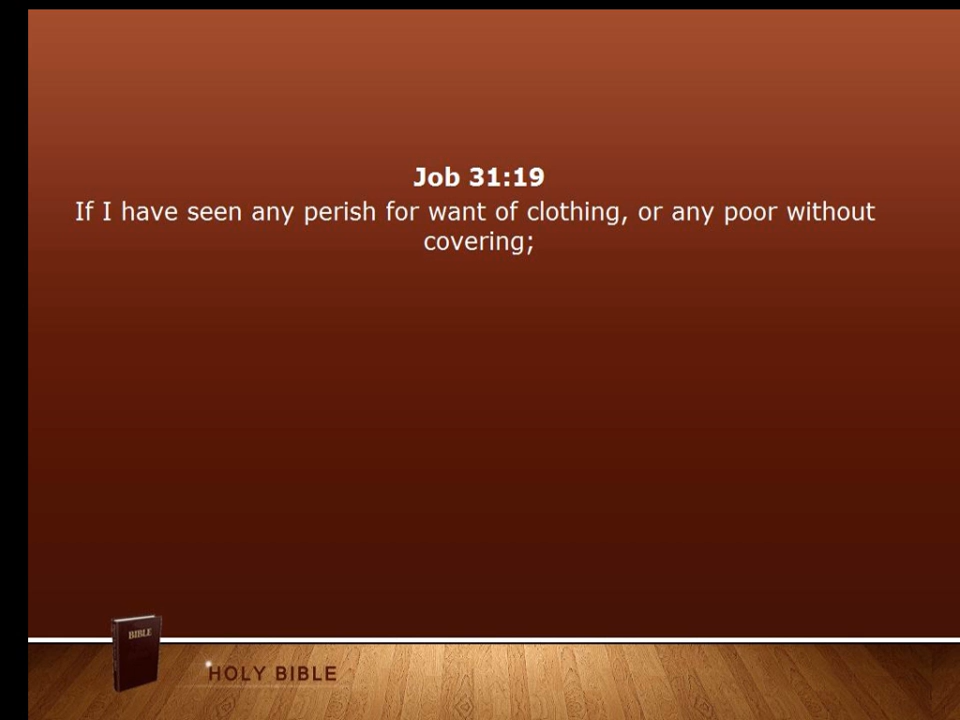 Job 31:19
If I have seen any perish for want of clothing, or any poor without
covering;
BIBLE
HOLY BIBLE